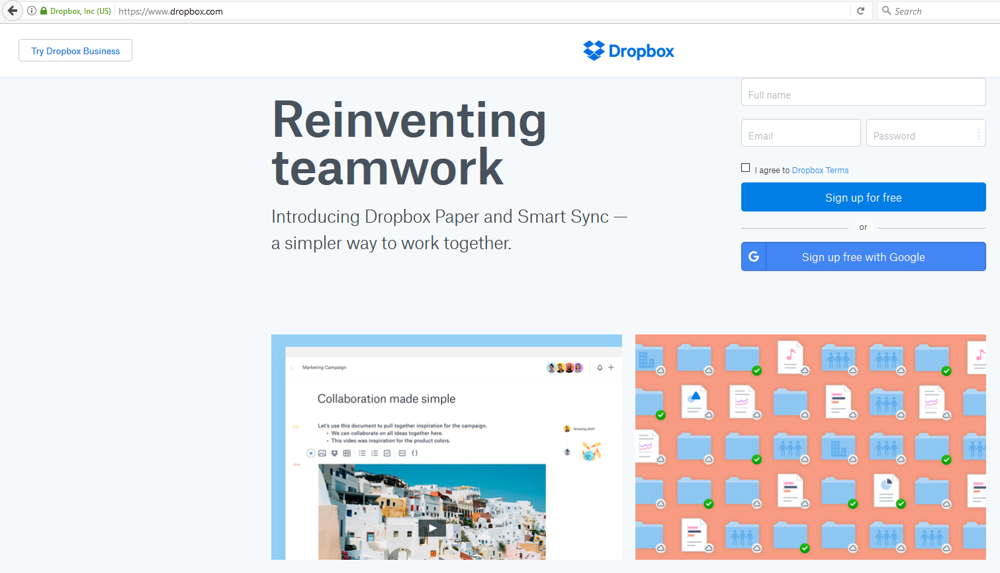 Dropbox, Inc (US)
https://www.dropbox.com
Search
Try Dropbox Business
Dropbox
Reinventing
teamwork
Introducing Dropbox Paper and Smart Sync —
a simpler way to work together.
Full name
Email
Password
I agree to Dropbox Terms
Sign up for free
or
G
Sign up free with Google
Marketing Campaign
Collaboration made simple
Let's use this document to pull together inspiration for the campaign.
• We can collaborate on all ideas together here.
• This video was inspiration for the product colors.
Amazing shot!
Chris